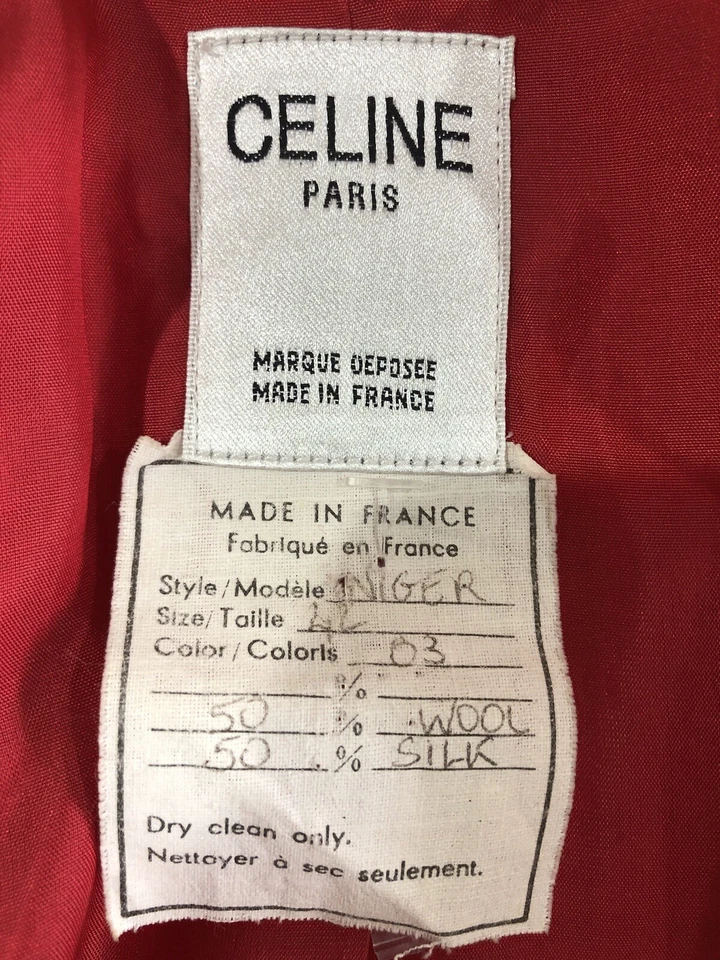 CELINE
PARIS
MARQUE DEPOSEE
MADE IN FRANCE
MADE IN FRANCE
Fabriqué en France
Style/Modèle NIGER
Size/Taille 42
Color/Coloris 03
%
50 % WOOL
50 % SILK
Dry clean only.
Nettoyer à sec seulement.